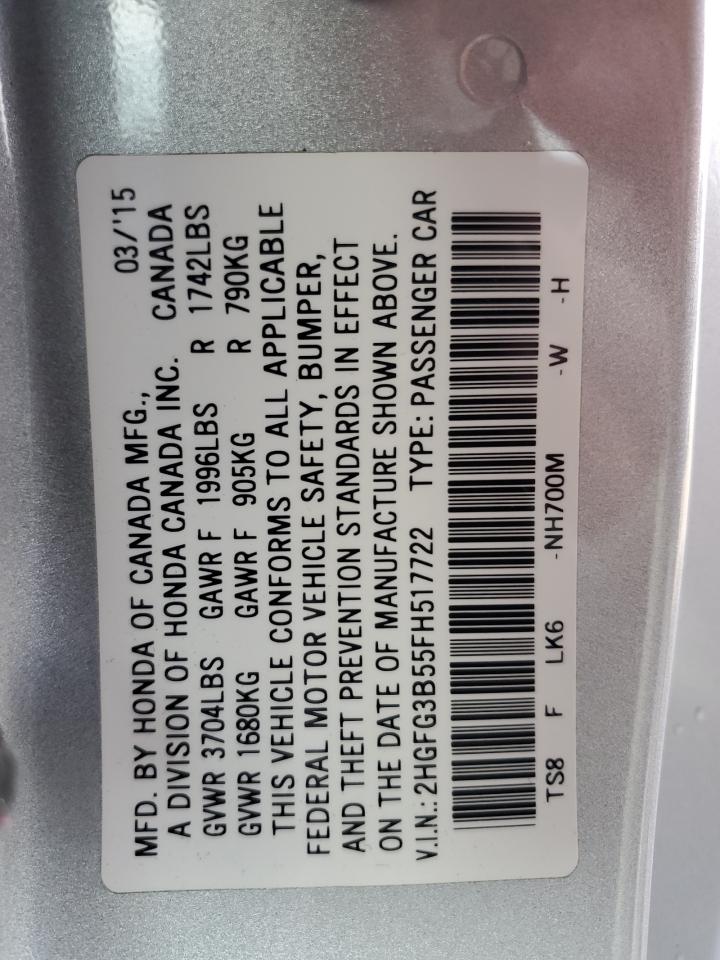 MFD. BY HONDA OF CANADA MFG., 03/'15
A DIVISION OF HONDA CANADA INC. CANADA
GVWR 3704LBS GAWR F 1996LBS R 1742LBS
GVWR 1680KG GAWR F 905KG R 790KG
THIS VEHICLE CONFORMS TO ALL APPLICABLE
FEDERAL MOTOR VEHICLE SAFETY, BUMPER,
AND THEFT PREVENTION STANDARDS IN EFFECT
ON THE DATE OF MANUFACTURE SHOWN ABOVE.
V.I.N.: 2HGFG3B55FH517722 TYPE: PASSENGER CAR
TS8 F LK6 -NH700M -W -H